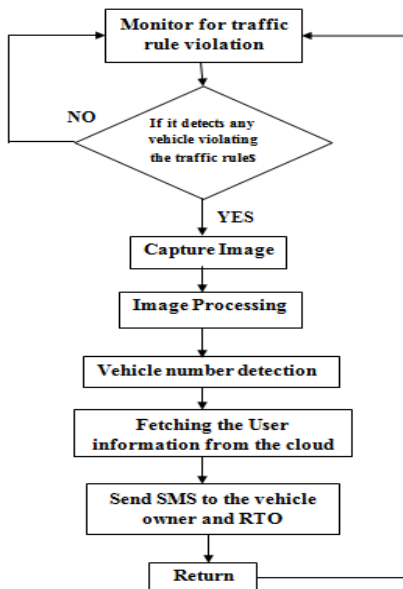 Monitor for traffic
rule violation
If it detects any
vehicle violating
the traffic rules
NO
YES
Capture Image
Image Processing
Vehicle number detection
Fetching the User
information from the cloud
Send SMS to the vehicle
owner and RTO
Return